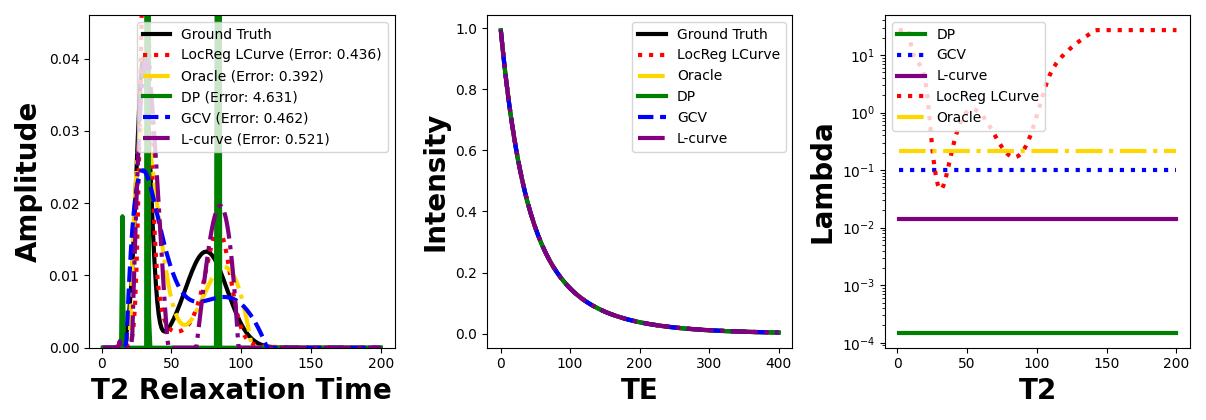 Amplitude
0.04
0.03
0.02
0.01
0.00
0
50
100
150
200
T2 Relaxation Time
Ground Truth
LocReg LCurve (Error: 0.436)
Oracle (Error: 0.392)
DP (Error: 4.631)
GCV (Error: 0.462)
L-curve (Error: 0.521)
Intensity
1.0
0.8
0.6
0.4
0.2
0.0
0
100
200
300
400
TE
Ground Truth
LocReg LCurve
Oracle
DP
GCV
L-curve
Lambda
10¹
10⁰
10⁻¹
10⁻²
10⁻³
10⁻⁴
0
50
100
150
200
T2
DP
GCV
L-curve
LocReg LCurve
Oracle